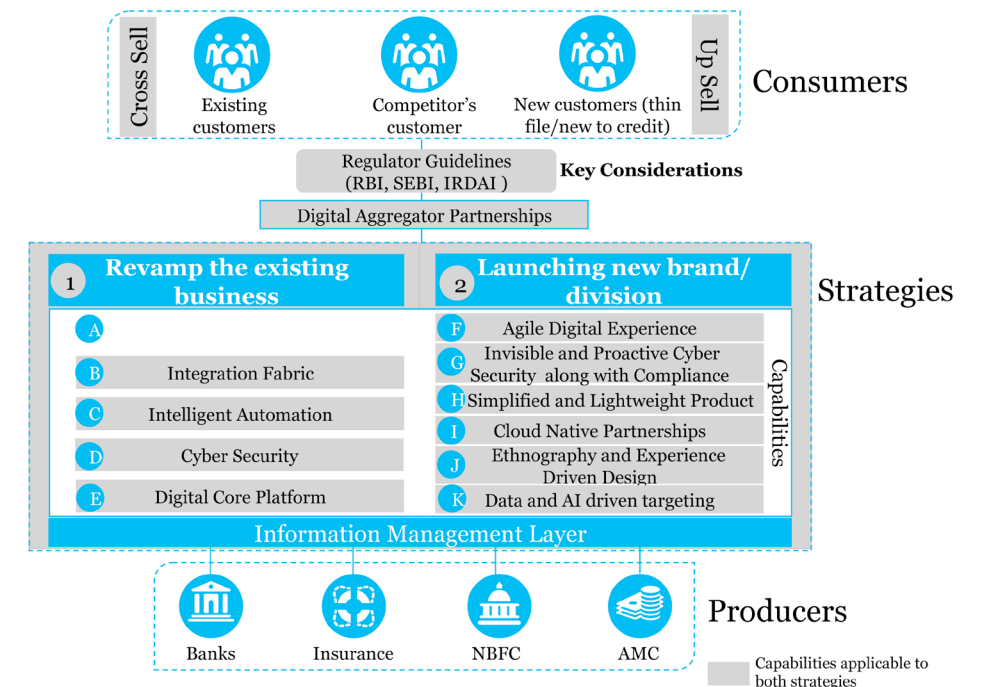 Cross Sell
Existing
customers
Competitor's
customer
New customers (thin
file/new to credit)
Up Sell
Consumers
Regulator Guidelines
(RBI, SEBI, IRDAI )
Key Considerations
Digital Aggregator Partnerships
1
Revamp the existing
business
2
Launching new brand/
division
Strategies
A
B
Integration Fabric
C
Intelligent Automation
D
Cyber Security
E
Digital Core Platform
F
Agile Digital Experience
G
Invisible and Proactive Cyber
Security along with Compliance
H
Simplified and Lightweight Product
I
Cloud Native Partnerships
J
Ethnography and Experience
Driven Design
K
Data and AI driven targeting
Capabilities
Information Management Layer
Banks
Insurance
NBFC
AMC
Producers
Capabilities applicable to
both strategies